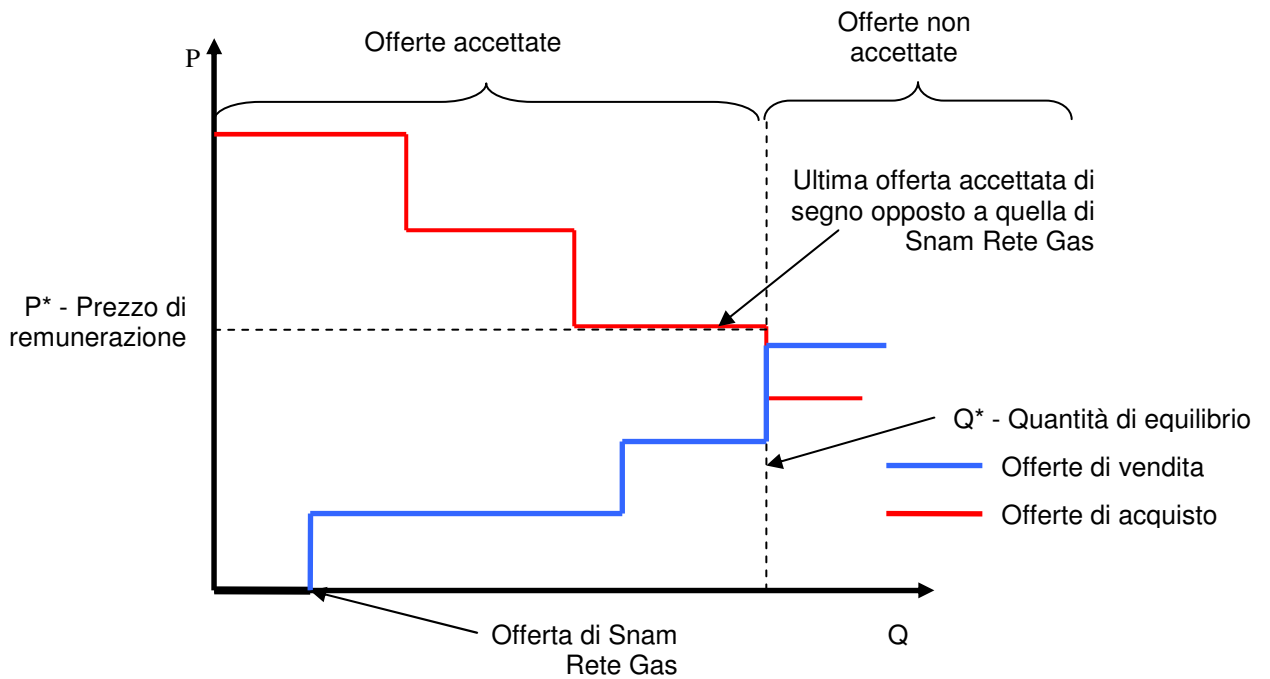 Offerte non
accettate
Offerte accettate
P
Ultima offerta accettata di
segno opposto a quella di
Snam Rete Gas
P* - Prezzo di
remunerazione
Q* - Quantità di equilibrio
Offerte di vendita
Offerte di acquisto
Offerta di Snam
Rete Gas
Q